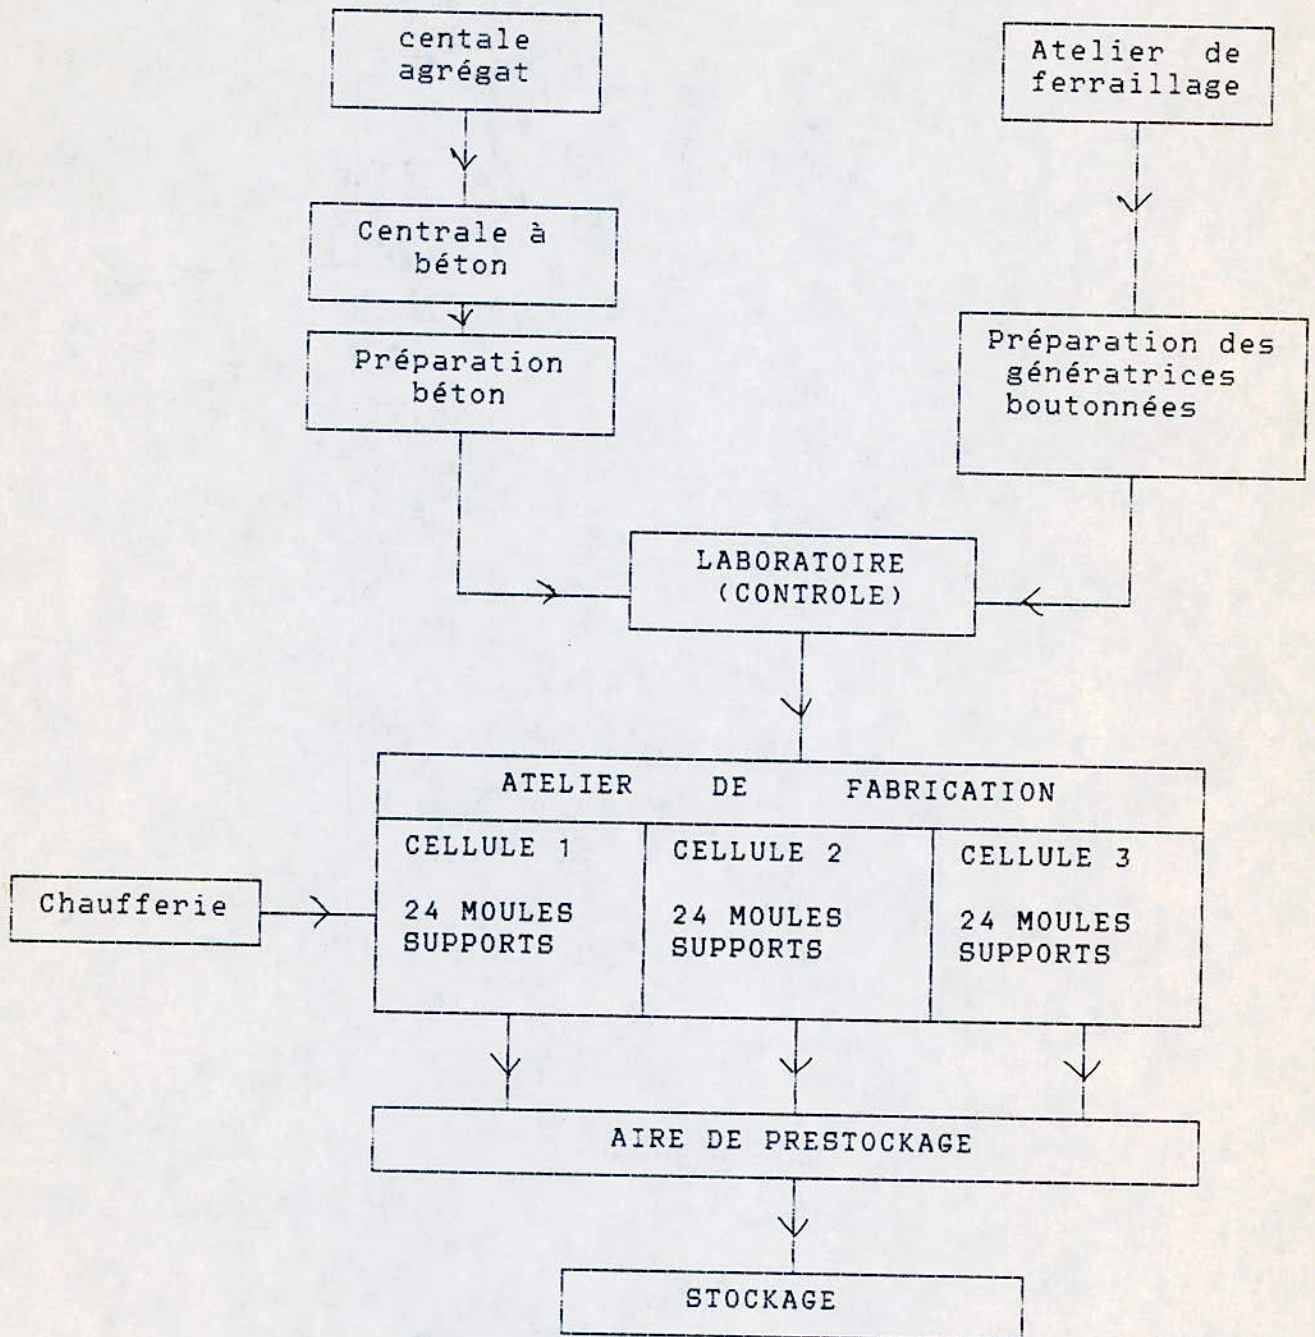 centale
agrégat
Atelier de
ferraillage
Centrale à
béton
Préparation
béton
Préparation des
génératrices
boutonnées
LABORATOIRE
(CONTROLE)
ATELIER DE FABRICATION
CELLULE 1
24 MOULES
SUPPORTS
CELLULE 2
24 MOULES
SUPPORTS
CELLULE 3
24 MOULES
SUPPORTS
Chaufferie
AIRE DE PRESTOCKAGE
STOCKAGE